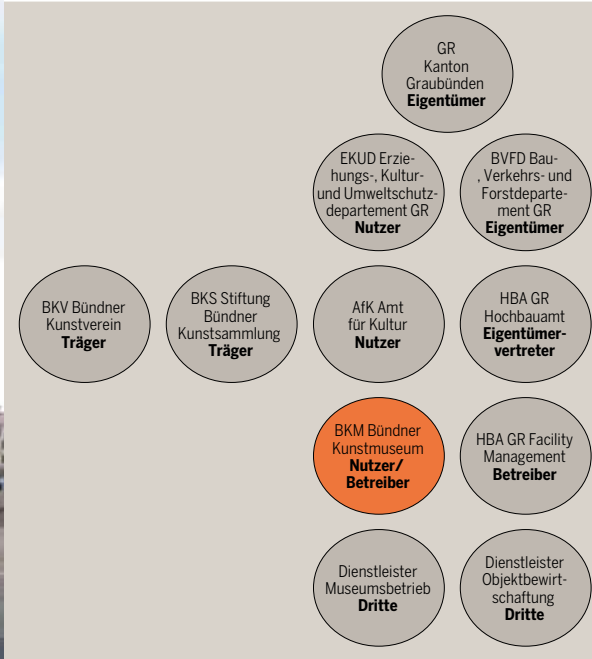 GR
Kanton
Graubünden
Eigentümer
EKUD Erzie-
hungs-, Kultur-
und Umweltschutz-
departement GR
Nutzer
BVFD Bau-
, Verkehrs- und
Forstdeparte-
ment GR
Eigentümer
BKV Bündner
Kunstverein
Träger
BKS Stiftung
Bündner
Kunstsammlung
Träger
AfK Amt
für Kultur
Nutzer
HBA GR
Hochbauamt
Eigentümer-
vertreter
BKM Bündner
Kunstmuseum
Nutzer/
Betreiber
HBA GR Facility
Management
Betreiber
Dienstleister
Museumsbetrieb
Dritte
Dienstleister
Objektbewirt-
schaftung
Dritte